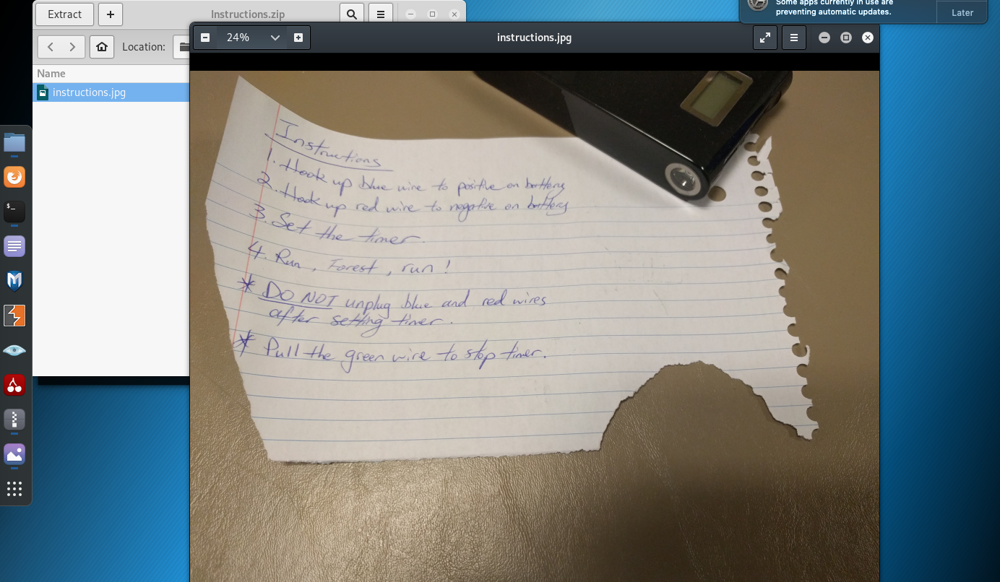 Some apps currently in use are
preventing automatic updates.
Later
Extract
+
Instructions.zip
24%
instructions.jpg
Location:
Name
instructions.jpg
Instructions
1. Hook up blue wire to positive on battery
2. Hook up red wire to negative on battery
3. Set the timer.
4. Run, Forest, run!
* DO NOT unplug blue and red wires
after setting timer.
* Pull the green wire to stop timer.